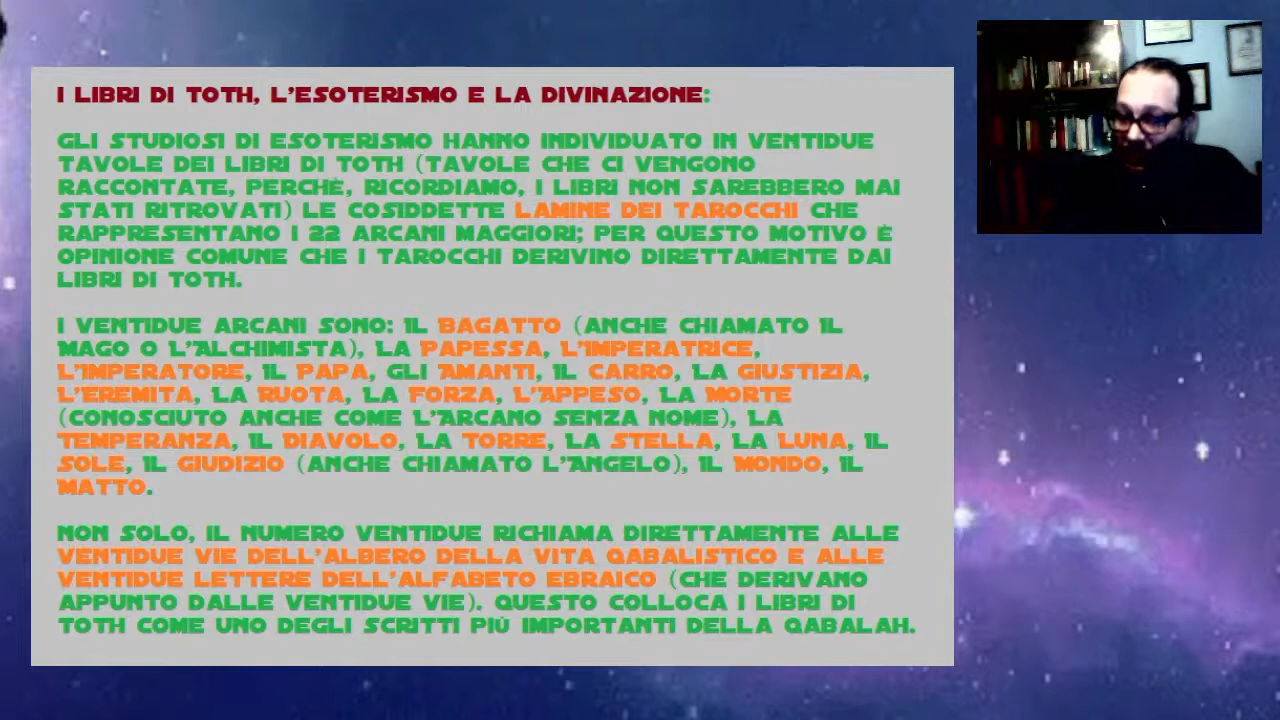 I LIBRI DI TOTH, L'ESOTERISMO E LA DIVINAZIONE:
GLI STUDIOSI DI ESOTERISMO HANNO INDIVIDUATO IN VENTIDUE
TAVOLE DEI LIBRI DI TOTH (TAVOLE CHE CI VENGONO
RACCONTATE, PERCHÈ, RICORDIAMO, I LIBRI NON SAREBBERO MAI
STATI RITROVATI) LE COSIDDETTE LAMINE DEI TAROCCHI CHE
RAPPRESENTANO I 22 ARCANI MAGGIORI; PER QUESTO MOTIVO È
OPINIONE COMUNE CHE I TAROCCHI DERIVINO DIRETTAMENTE DAI
LIBRI DI TOTH.
I VENTIDUE ARCANI SONO: IL BAGATTO (ANCHE CHIAMATO IL
MAGO O L'ALCHIMISTA), LA PAPESSA, L'IMPERATRICE,
L'IMPERATORE, IL PAPA, GLI AMANTI, IL CARRO, LA GIUSTIZIA,
L'EREMITA, LA RUOTA, LA FORZA, L'APPESO, LA MORTE
(CONOSCIUTO ANCHE COME L'ARCANO SENZA NOME), LA
TEMPERANZA, IL DIAVOLO, LA TORRE, LA STELLA, LA LUNA, IL
SOLE, IL GIUDIZIO (ANCHE CHIAMATO L'ANGELO), IL MONDO, IL
MATTO.
NON SOLO, IL NUMERO VENTIDUE RICHIAMA DIRETTAMENTE ALLE
VENTIDUE VIE DELL'ALBERO DELLA VITA QABALISTICO E ALLE
VENTIDUE LETTERE DELL'ALFABETO EBRAICO (CHE DERIVANO
APPUNTO DALLE VENTIDUE VIE). QUESTO COLLOCA I LIBRI DI
TOTH COME UNO DEGLI SCRITTI PIÙ IMPORTANTI DELLA QABALAH.